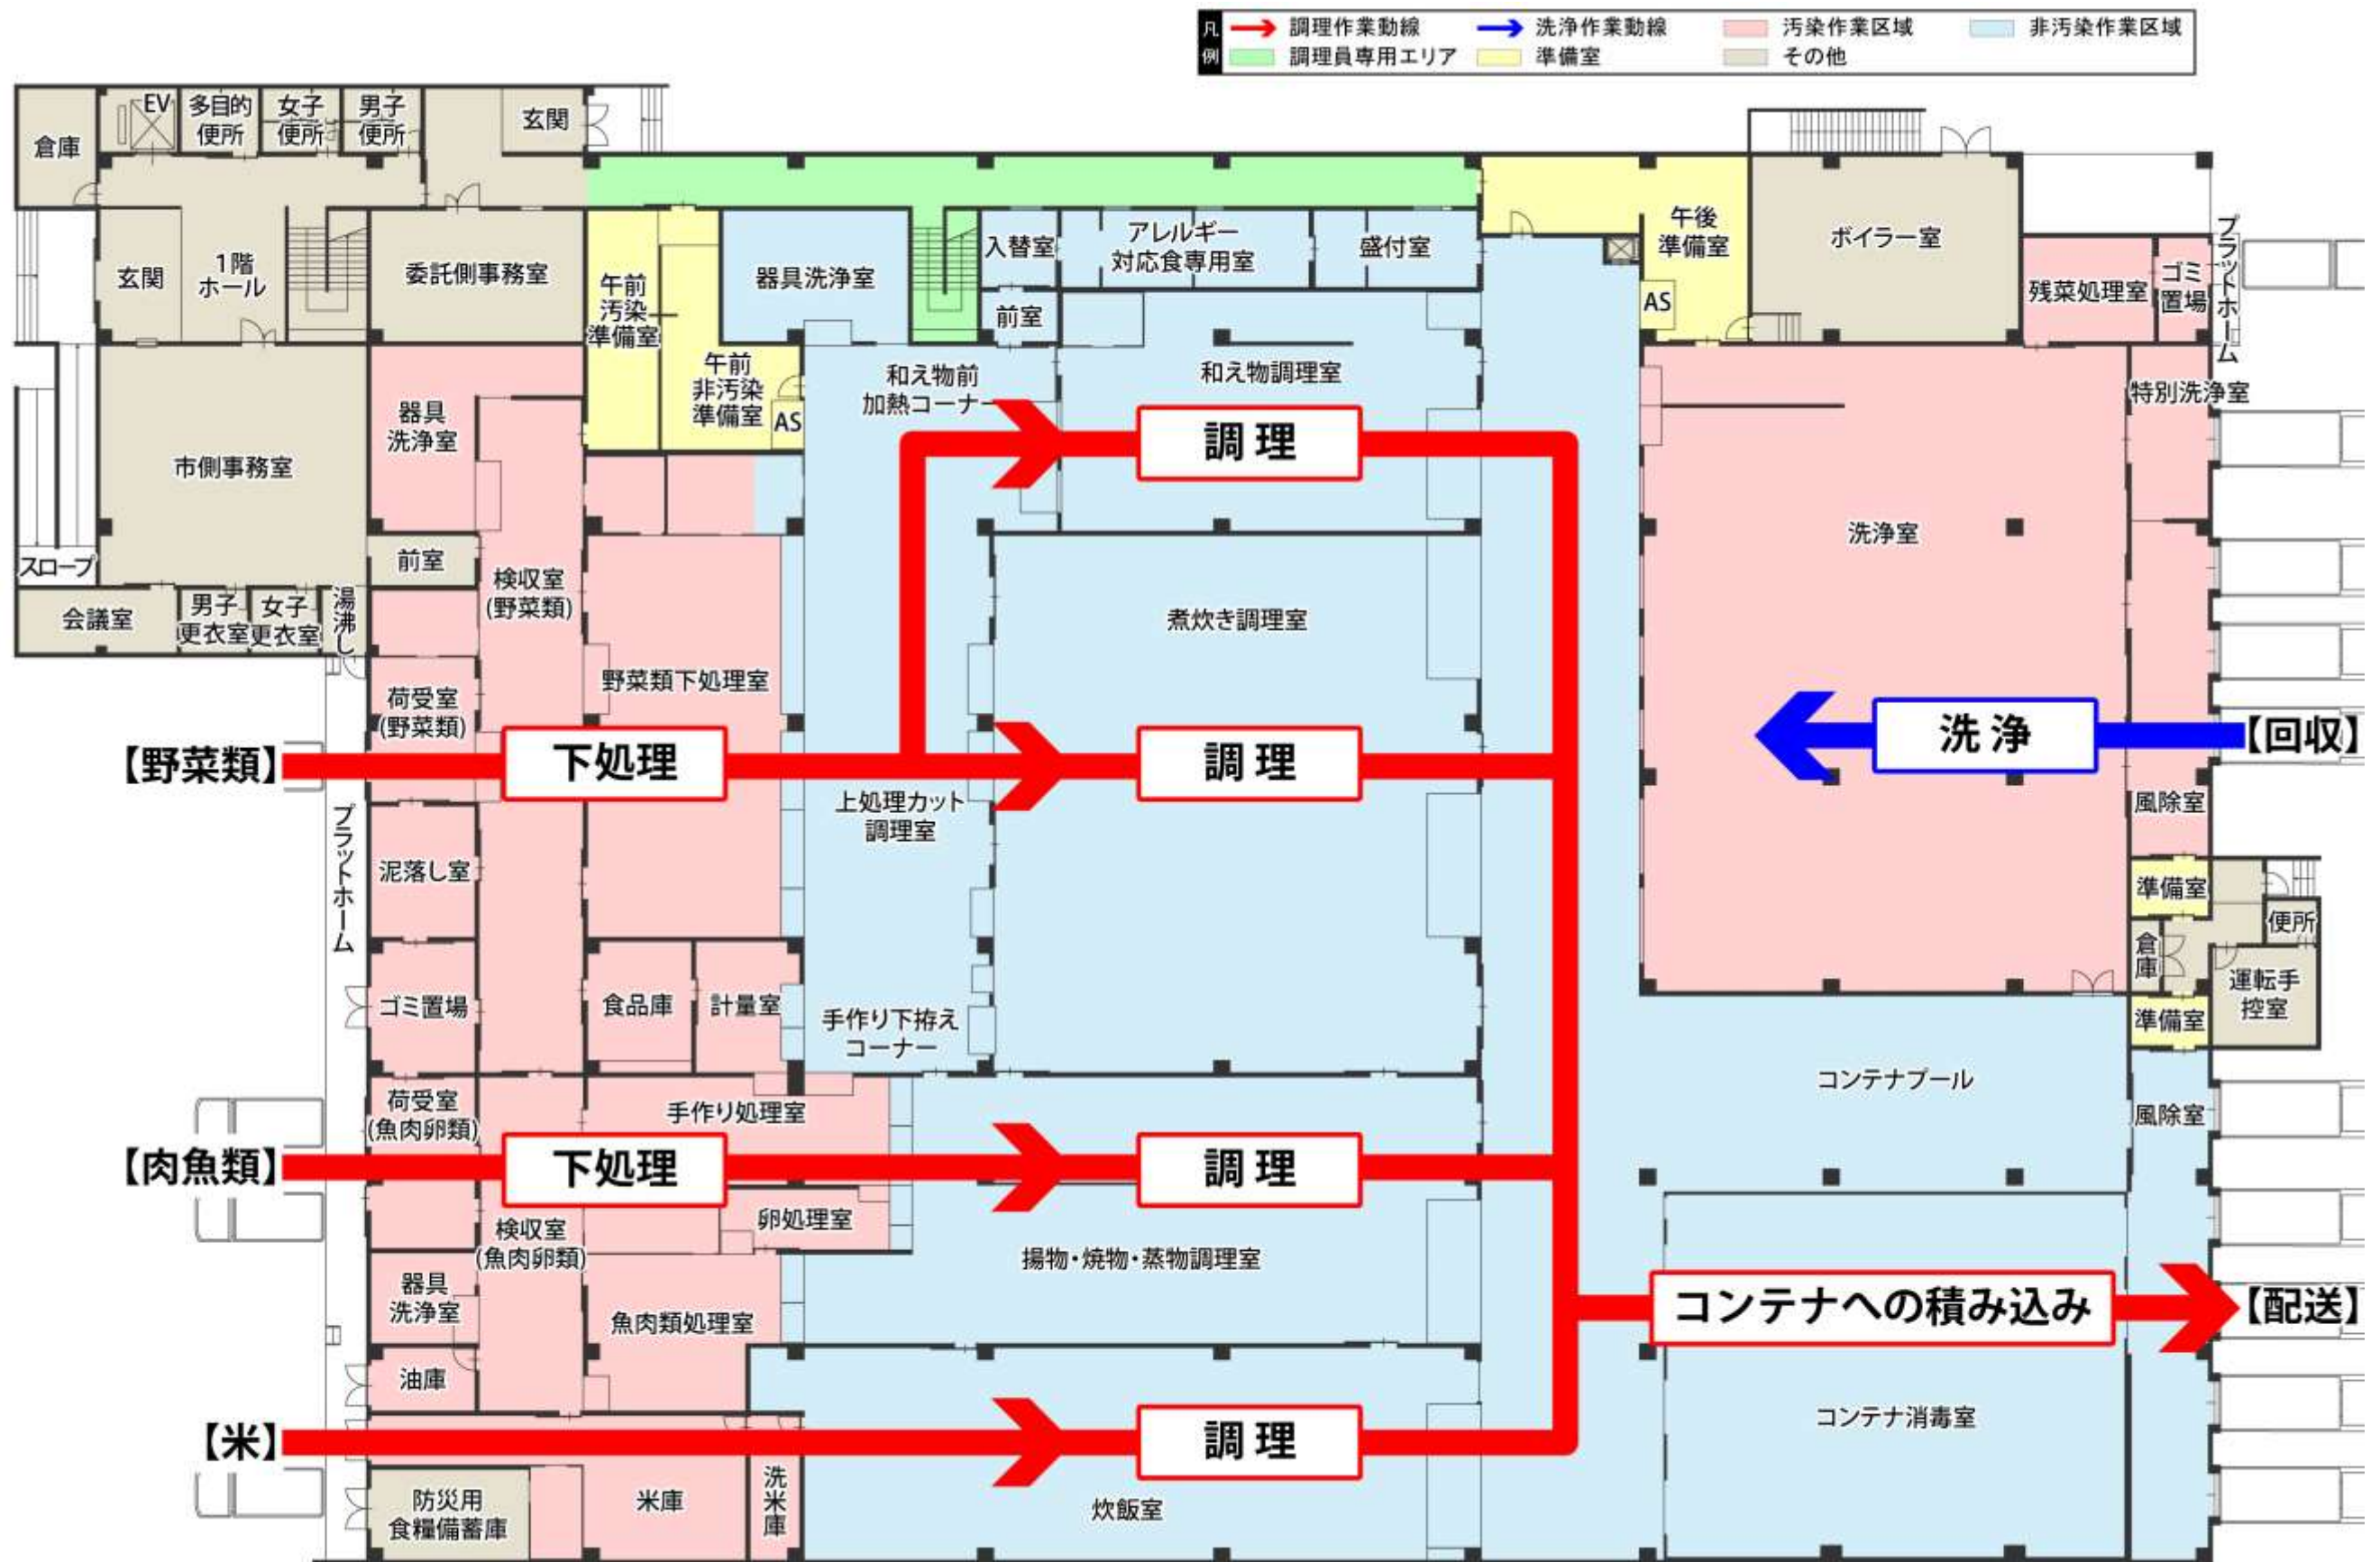 凡例
調理作業動線
洗浄作業動線
汚染作業区域
非汚染作業区域
調理員専用エリア
準備室
その他
倉庫
EV
多目的
便所
女子
便所
男子
便所
玄関
玄関
1階
ホール
委託側事務室
午前
汚染
準備室
器具洗浄室
入替室
前室
アレルギー
対応食専用室
盛付室
午後
準備室
AS
ボイラー室
残菜処理室
ゴミ
置場
プラットホーム
市側事務室
器具
洗浄室
午前
非汚染
準備室
AS
和え物前
加熱コーナー
和え物調理室
調理
特別洗浄室
洗浄室
スロープ
前室
検収室
(野菜類)
会議室
男子
更衣室
女子
更衣室
湯沸し
煮炊き調理室
荷受室
(野菜類)
野菜類下処理室
【野菜類】
下処理
調理
洗浄
【回収】
上処理カット
調理室
風除室
プラットホーム
泥落し室
準備室
便所
倉庫
運転手
控室
準備室
ゴミ置場
食品庫
計量室
手作り下拵え
コーナー
コンテナプール
風除室
荷受室
(魚肉卵類)
手作り処理室
【肉魚類】
下処理
調理
検収室
(魚肉卵類)
卵処理室
揚物・焼物・蒸物調理室
器具
洗浄室
魚肉類処理室
コンテナへの積み込み
【配送】
油庫
コンテナ消毒室
【米】
調理
防災用
食糧備蓄庫
米庫
洗米庫
炊飯室